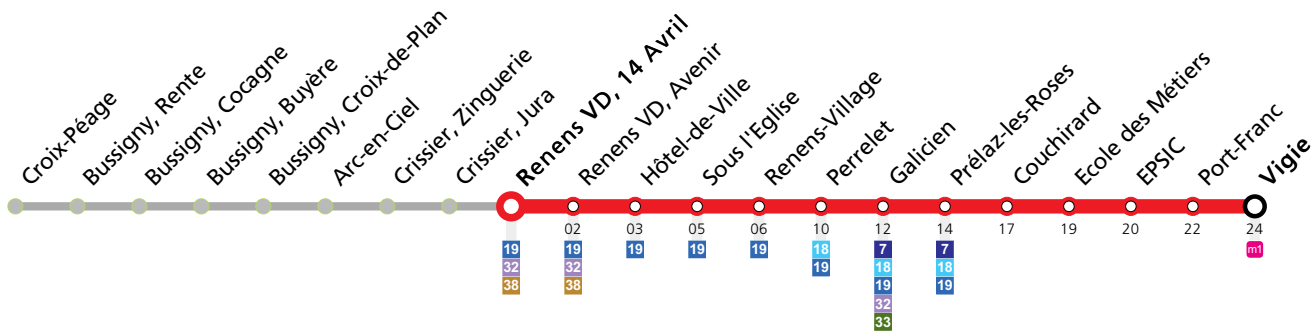 Croix-Péage
Bussigny, Rente
Bussigny, Cocagne
Bussigny, Buyère
Bussigny, Croix-de-Plan
Arc-en-Ciel
Crissier, Zinguerie
Crissier, Jura
Renens VD, 14 Avril
Renens VD, Avenir
Hôtel-de-Ville
Sous l'Eglise
Renens-Village
Perrelet
Galicien
Prélaz-les-Roses
Couchirard
Ecole des Métiers
EPSIC
Port-Franc
Vigie
02 03 05 06 10 12 14 17 19 20 22 24
19 19 19 19 19 18 7 7 m1
32 32 19 18 18
38 38 19 19
32
33